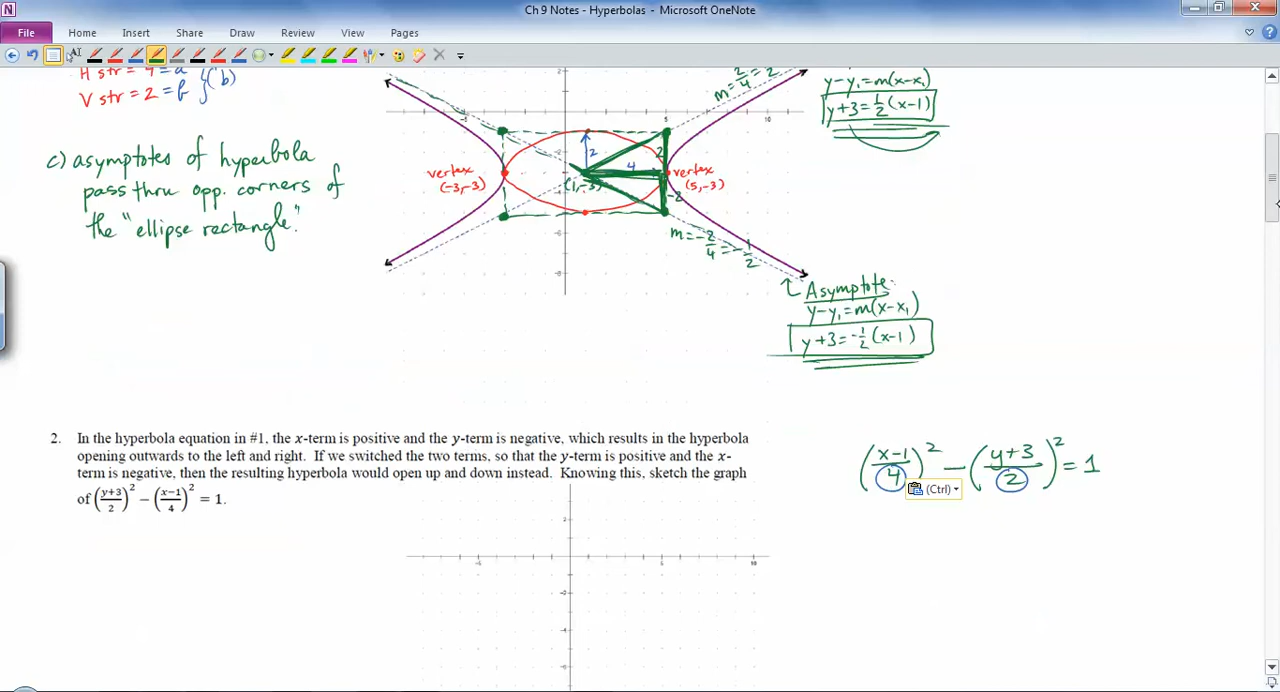 Ch 9 Notes - Hyperbolas - Microsoft OneNote
File Home Insert Share Draw Review View Pages
H str = 4 = a
V str = 2 = b
c) asymptotes of hyperbola
pass thru opp. corners of
the "ellipse rectangle."
vertex
(-3,-3)
(1,-3)
2
4
2
-2
vertex
(5,-3)
m=2/4=1/2
m=-2/4=-1/2
y-y₁=m(x-x₁)
y+3=½(x-1)
Asymptote:
y-y₁=m(x-x₁)
y+3=-½(x-1)
2. In the hyperbola equation in #1, the x-term is positive and the y-term is negative, which results in the hyperbola
opening outwards to the left and right. If we switched the two terms, so that the y-term is positive and the x-
term is negative, then the resulting hyperbola would open up and down instead. Knowing this, sketch the graph
of ((y+3)/2)² − ((x−1)/4)² = 1.
((x-1)/4)² − ((y+3)/2)² = 1
(Ctrl)